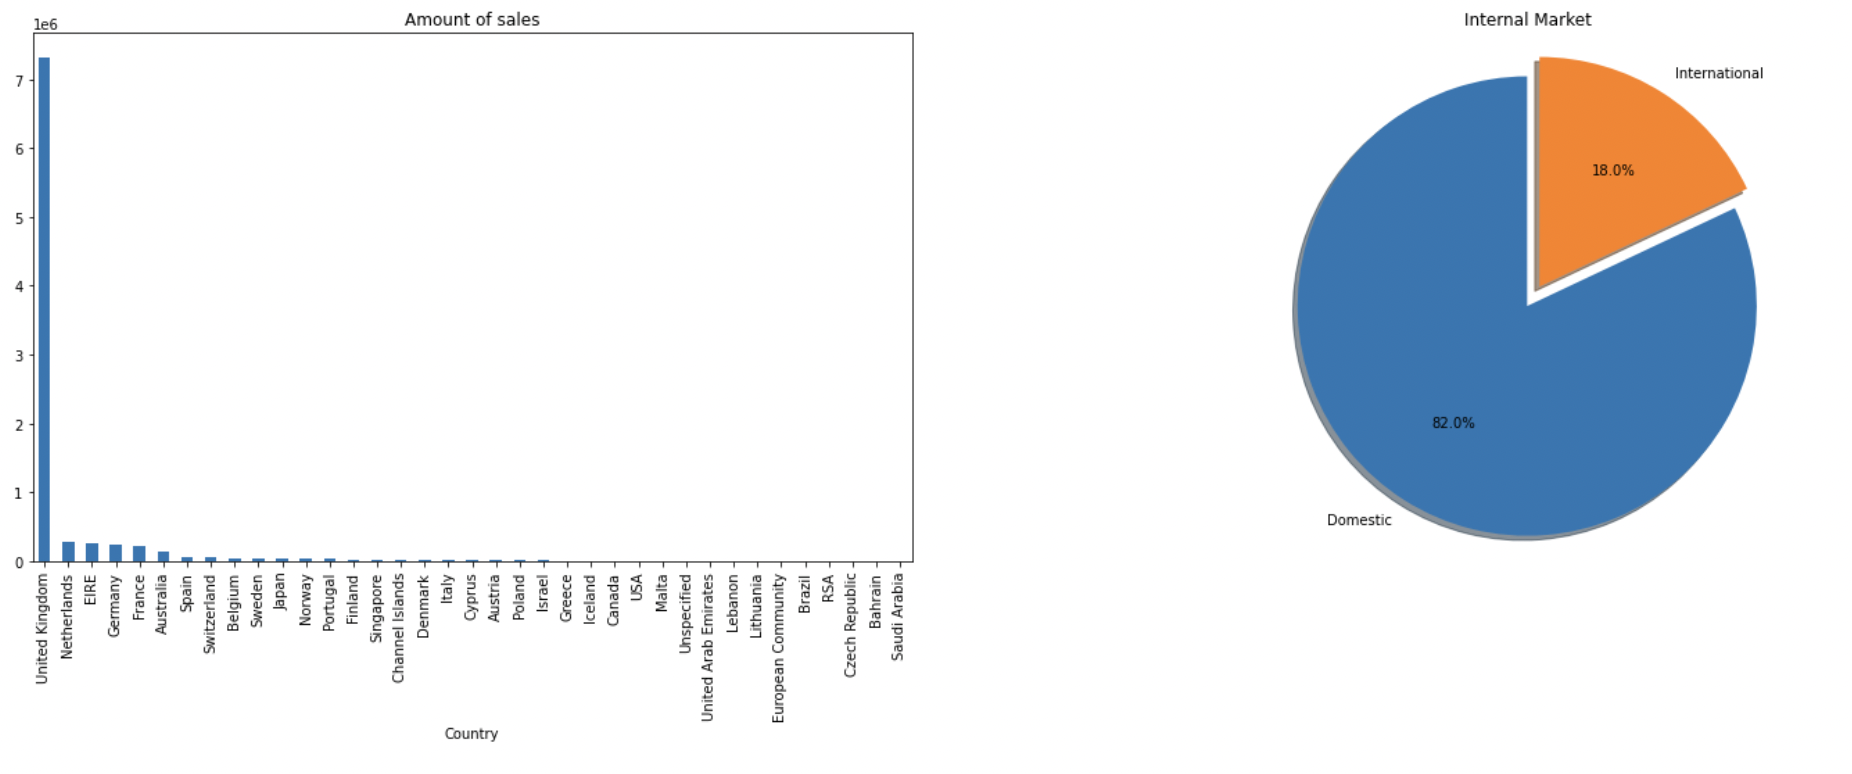 Amount of sales
1e6
7
6
5
4
3
2
1
0
United Kingdom
Netherlands
EIRE
Germany
France
Australia
Spain
Switzerland
Belgium
Sweden
Japan
Norway
Portugal
Finland
Singapore
Channel Islands
Denmark
Italy
Cyprus
Austria
Poland
Israel
Greece
Iceland
Canada
USA
Malta
Unspecified
United Arab Emirates
Lebanon
Lithuania
European Community
Brazil
RSA
Czech Republic
Bahrain
Saudi Arabia
Country
Internal Market
International
18.0%
82.0%
Domestic